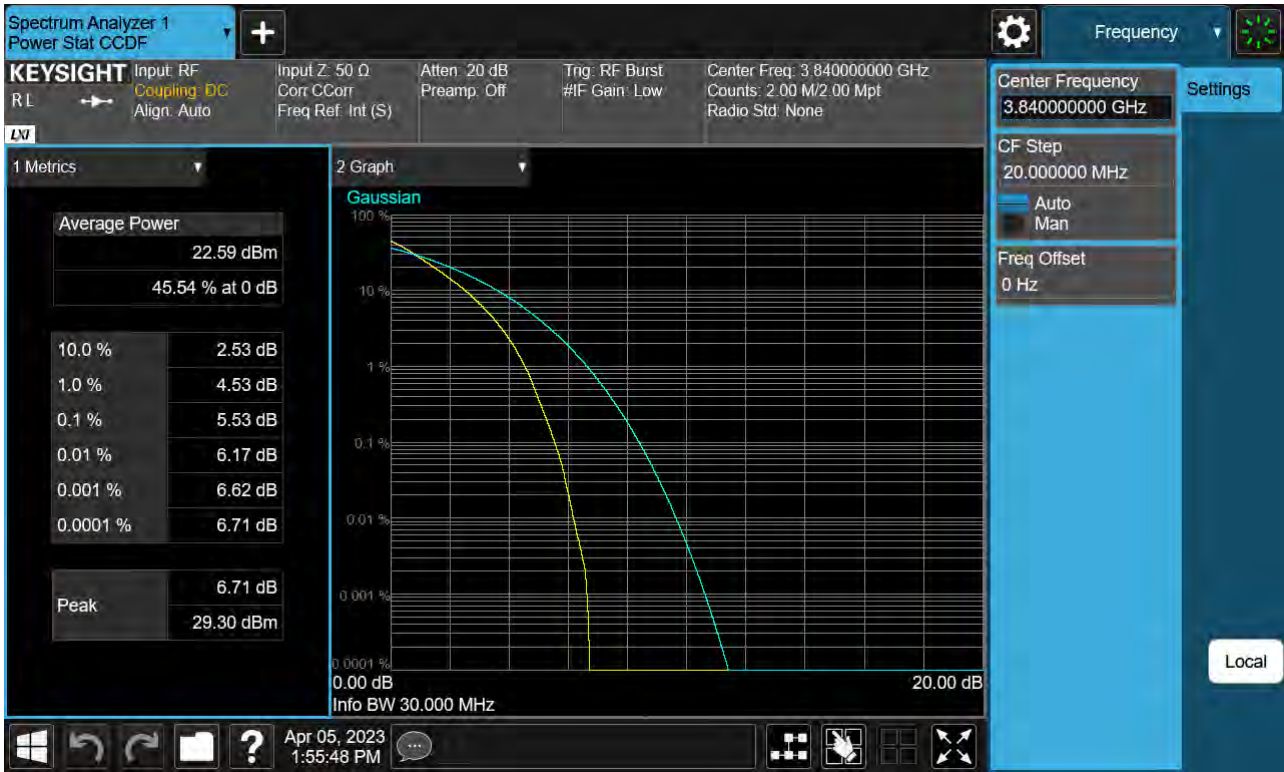 Spectrum Analyzer 1
Power Stat CCDF
+
Frequency
KEYSIGHT
RL
LXI
Input: RF
Coupling: DC
Align: Auto
Input Z: 50 Ω
Corr CCorr
Freq Ref: Int (S)
Atten: 20 dB
Preamp: Off
Trig: RF Burst
#IF Gain: Low
Center Freq: 3.840000000 GHz
Counts: 2.00 M/2.00 Mpt
Radio Std: None
Center Frequency
3.840000000 GHz
Settings
CF Step
20.000000 MHz
Auto
Man
Freq Offset
0 Hz
1 Metrics
Average Power
22.59 dBm
45.54 % at 0 dB
10.0 % 2.53 dB
1.0 % 4.53 dB
0.1 % 5.53 dB
0.01 % 6.17 dB
0.001 % 6.62 dB
0.0001 % 6.71 dB
Peak
6.71 dB
29.30 dBm
2 Graph
Gaussian
100 %
10 %
1 %
0.1 %
0.01 %
0.001 %
0.0001 %
0.00 dB 20.00 dB
Info BW 30.000 MHz
Local
?
Apr 05, 2023
1:55:48 PM